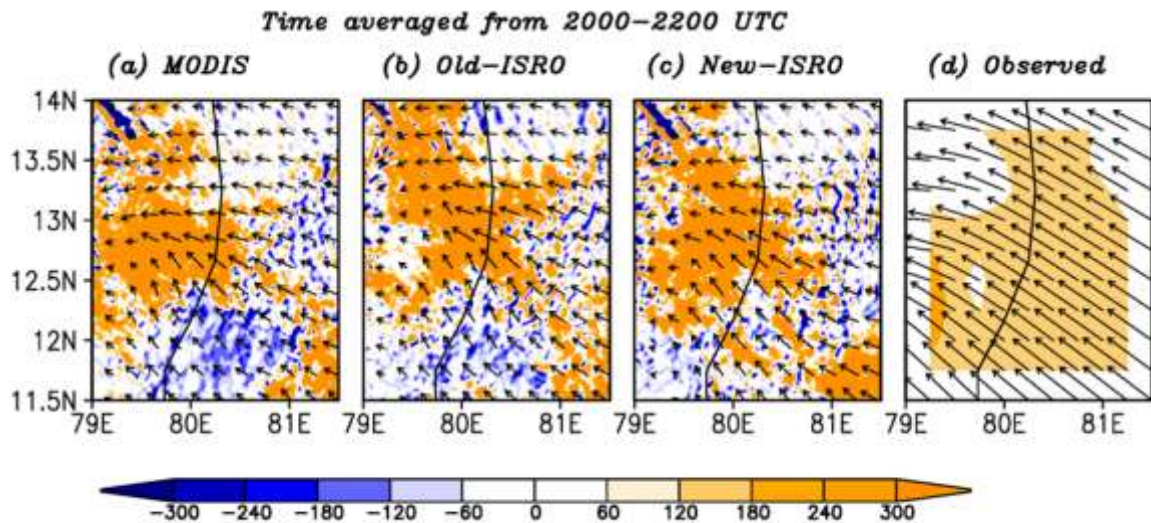 Time averaged from 2000-2200 UTC
(a) MODIS (b) Old-ISRO (c) New-ISRO (d) Observed
14N
13.5N
13N
12.5N
12N
11.5N
79E 80E 81E 79E 80E 81E 79E 80E 81E 79E 80E 81E
-300 -240 -180 -120 -60 0 60 120 180 240 300